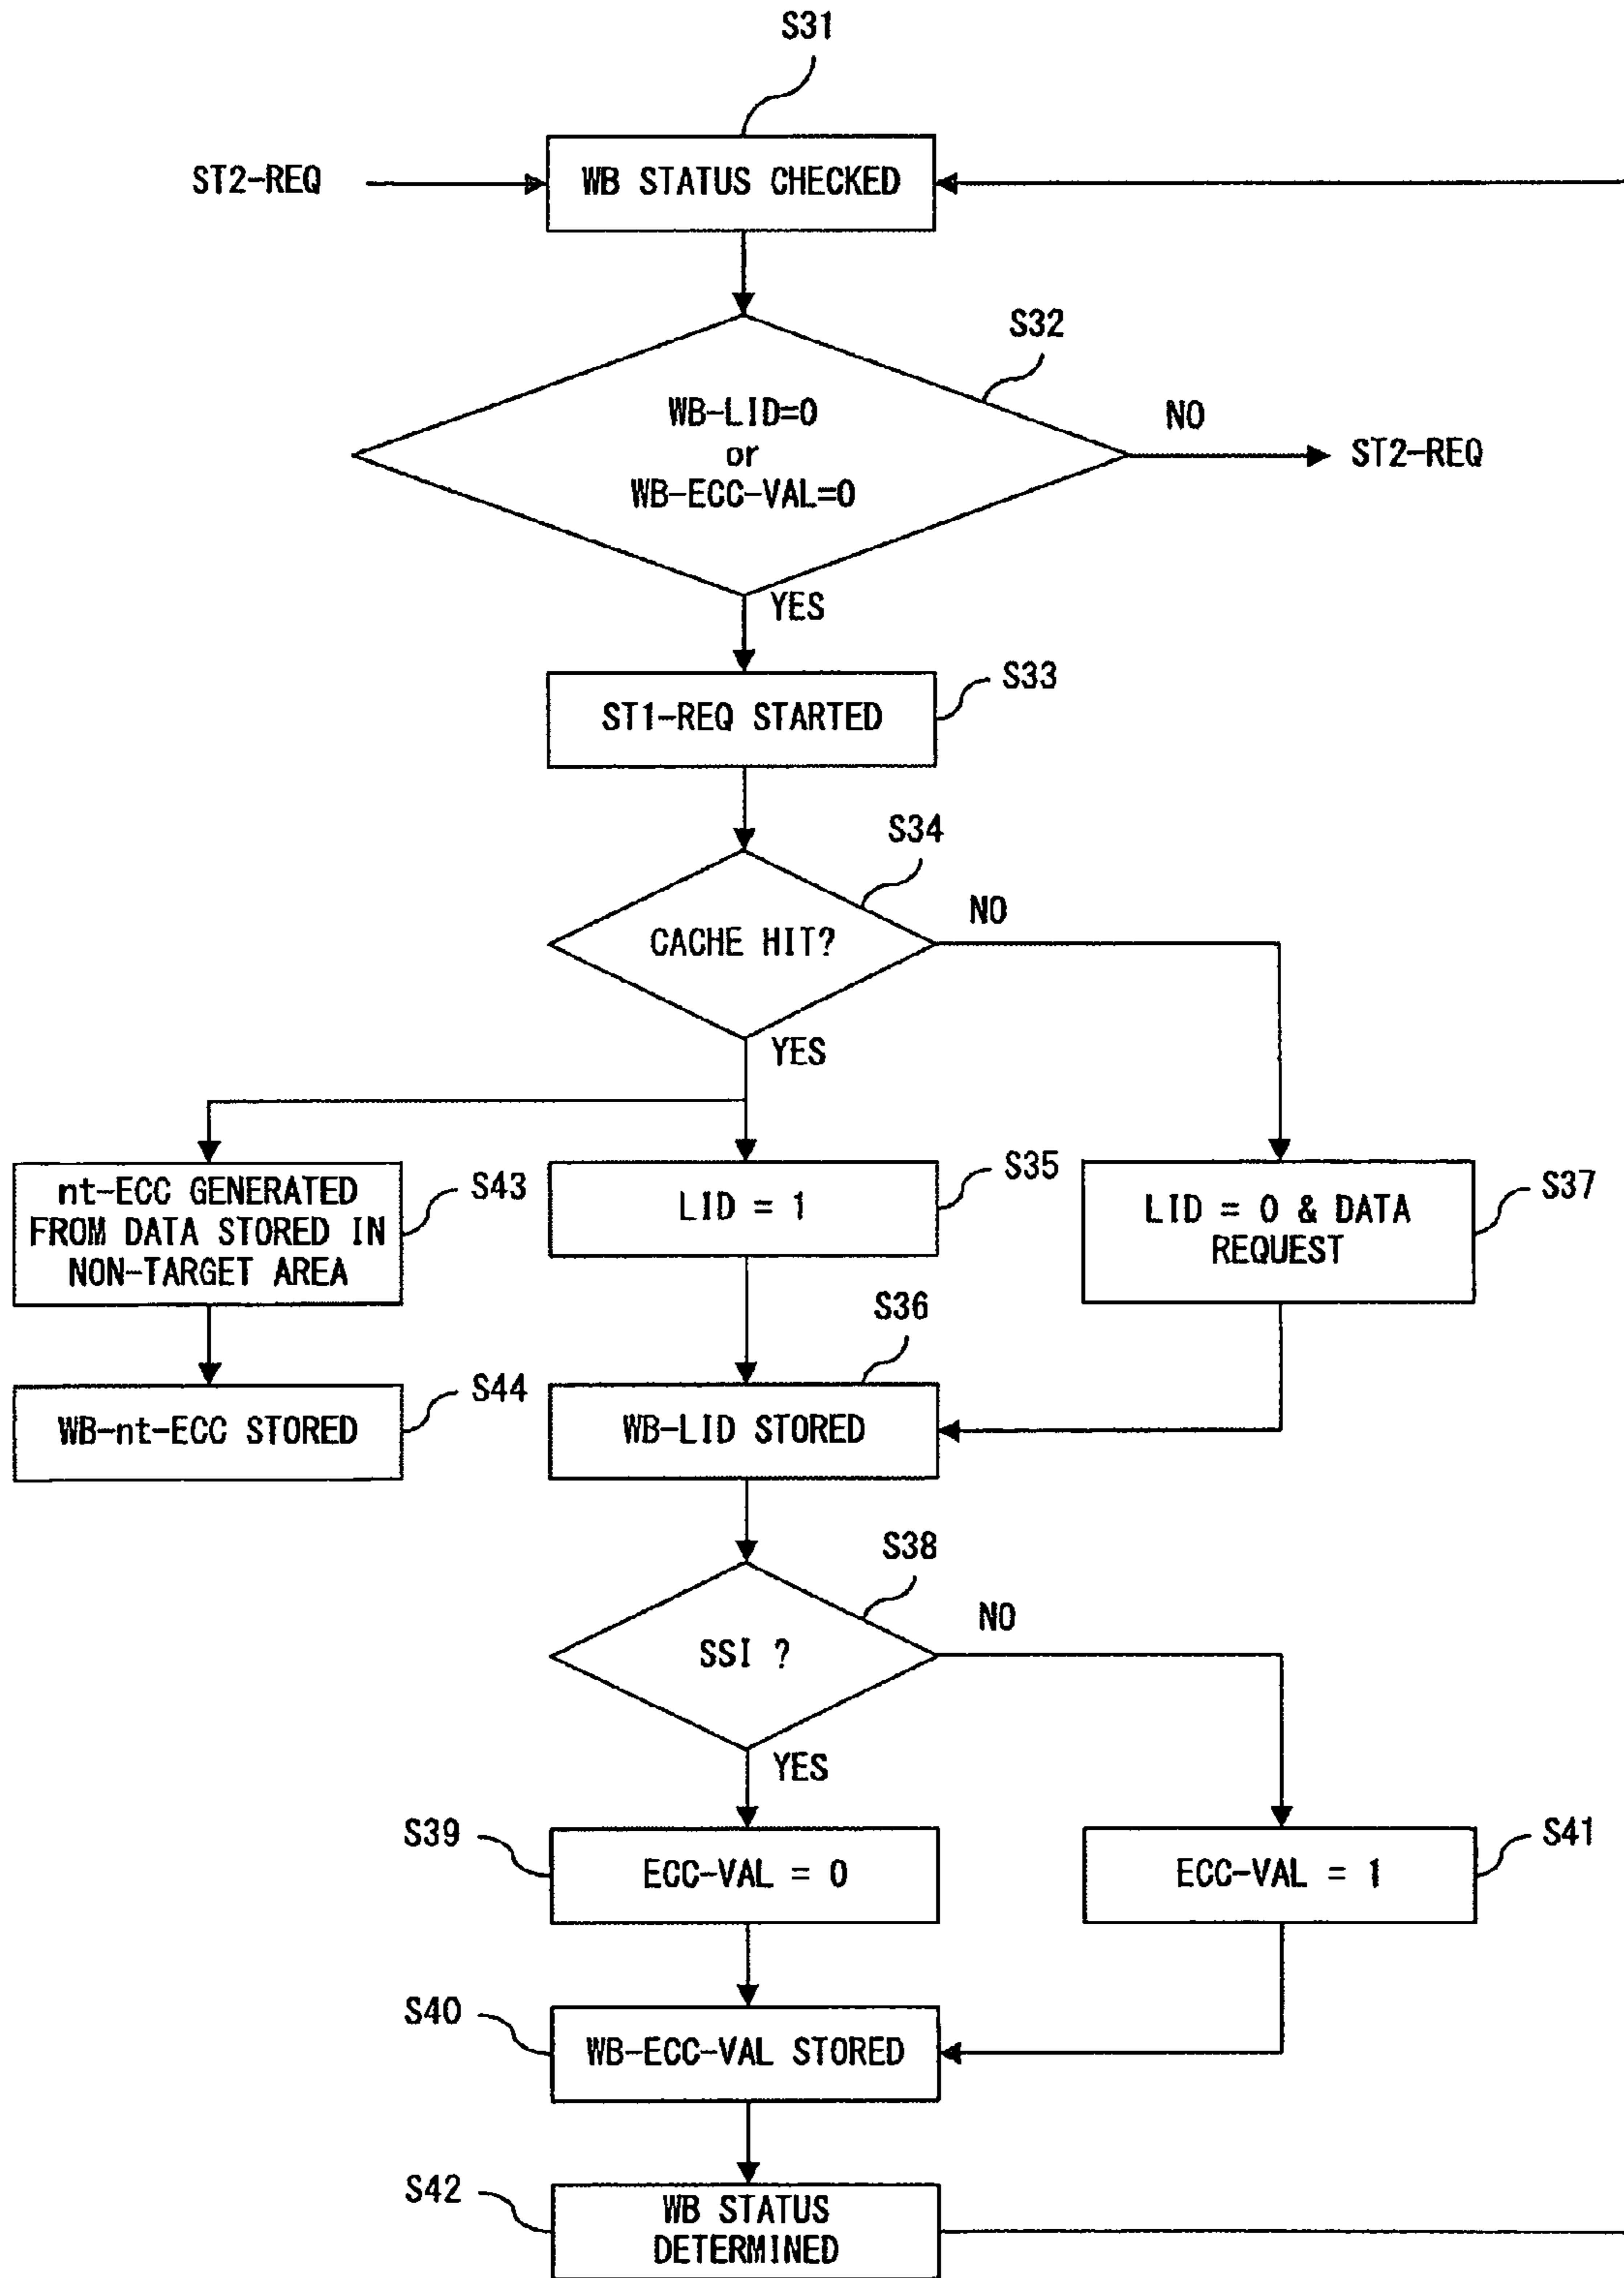 S31
ST2-REQ
WB STATUS CHECKED
S32
WB-LID=0
or
WB-ECC-VAL=0
NO
ST2-REQ
YES
S33
ST1-REQ STARTED
S34
CACHE HIT?
NO
YES
nt-ECC GENERATED
FROM DATA STORED IN
NON-TARGET AREA
S43
LID = 1
S35
LID = 0 & DATA
REQUEST
S37
S36
WB-nt-ECC STORED
S44
WB-LID STORED
S38
SSI ?
NO
YES
S39
ECC-VAL = 0
ECC-VAL = 1
S41
S40
WB-ECC-VAL STORED
S42
WB STATUS
DETERMINED